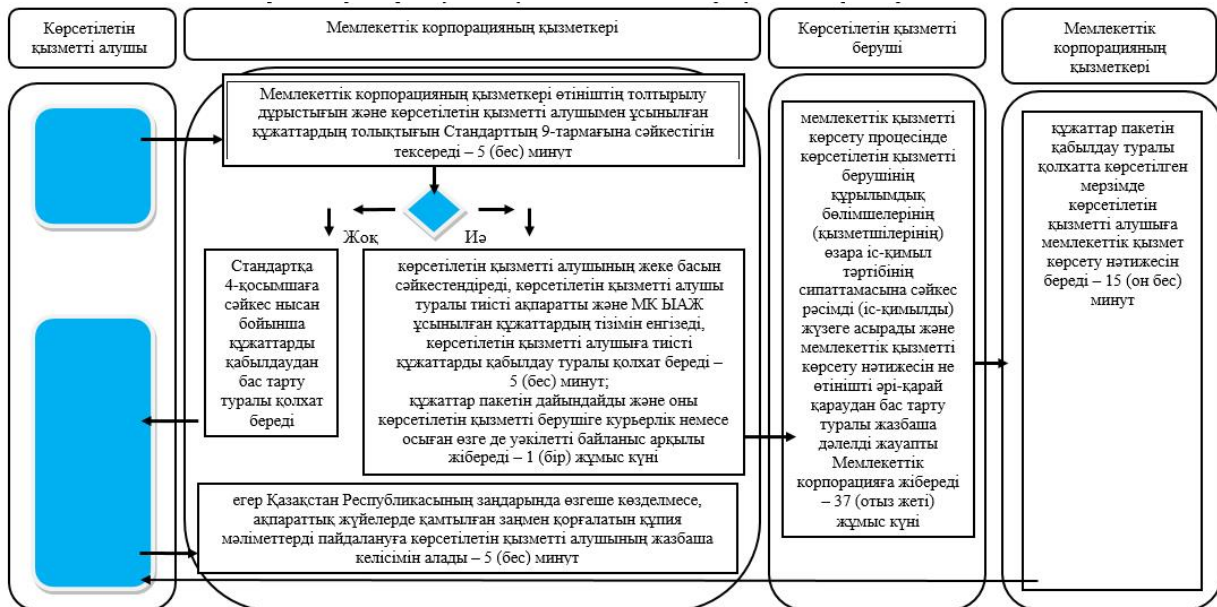 Көрсетілетін
қызметті алушы
Мемлекеттік корпорацияның қызметкері
Көрсетілетін қызметті
беруші
Мемлекеттік
корпорацияның
қызметкері
Мемлекеттік корпорацияның қызметкері өтініштің толтырылу
дұрыстығын және көрсетілетін қызметті алушымен ұсынылған
құжаттардың толықтығын Стандарттың 9-тармағына сәйкестігін
тексереді – 5 (бес) минут
Жоқ
Иә
Стандартқа
4-қосымшаға
сәйкес нысан
бойынша
құжаттарды
қабылдаудан
бас тарту
туралы қолхат
береді
көрсетілетін қызметті алушының жеке басын
сәйкестендіреді, көрсетілетін қызметті алушы
туралы тиісті ақпаратты және МК ЫАЖ
ұсынылған құжаттардың тізімін енгізеді,
көрсетілетін қызметті алушыға тиісті
құжаттарды қабылдау туралы қолхат береді –
5 (бес) минут;
құжаттар пакетін дайындайды және оны
көрсетілетін қызметті берушіге курьерлік немесе
осыған өзге де уәкілетті байланыс арқылы
жібереді – 1 (бір) жұмыс күні
егер Қазақстан Республикасының заңдарында өзгеше көзделмесе,
ақпараттық жүйелерде қамтылған заңмен қорғалатын құпия
мәліметтерді пайдалануға көрсетілетін қызметті алушының жазбаша
келісімін алады – 5 (бес) минут
мемлекеттік қызметті
көрсету процесінде
көрсетілетін қызметті
берушінің
құрылымдық
бөлімшелерінің
(қызметшілерінің)
өзара іс-қимыл
тәртібінің
сипаттамасына сәйкес
рәсімді (іс-қимылды)
жүзеге асырады және
мемлекеттік қызметті
көрсету нәтижесін не
өтінішті әрі-қарай
қараудан бас тарту
туралы жазбаша
дәлелді жауапты
Мемлекеттік
корпорацияға жібереді
– 37 (отыз жеті)
жұмыс күні
құжаттар пакетін
қабылдау туралы
қолхатта көрсетілген
мерзімде
көрсетілетін
қызметті алушыға
мемлекеттік қызмет
көрсету нәтижесін
береді – 15 (он бес)
минут